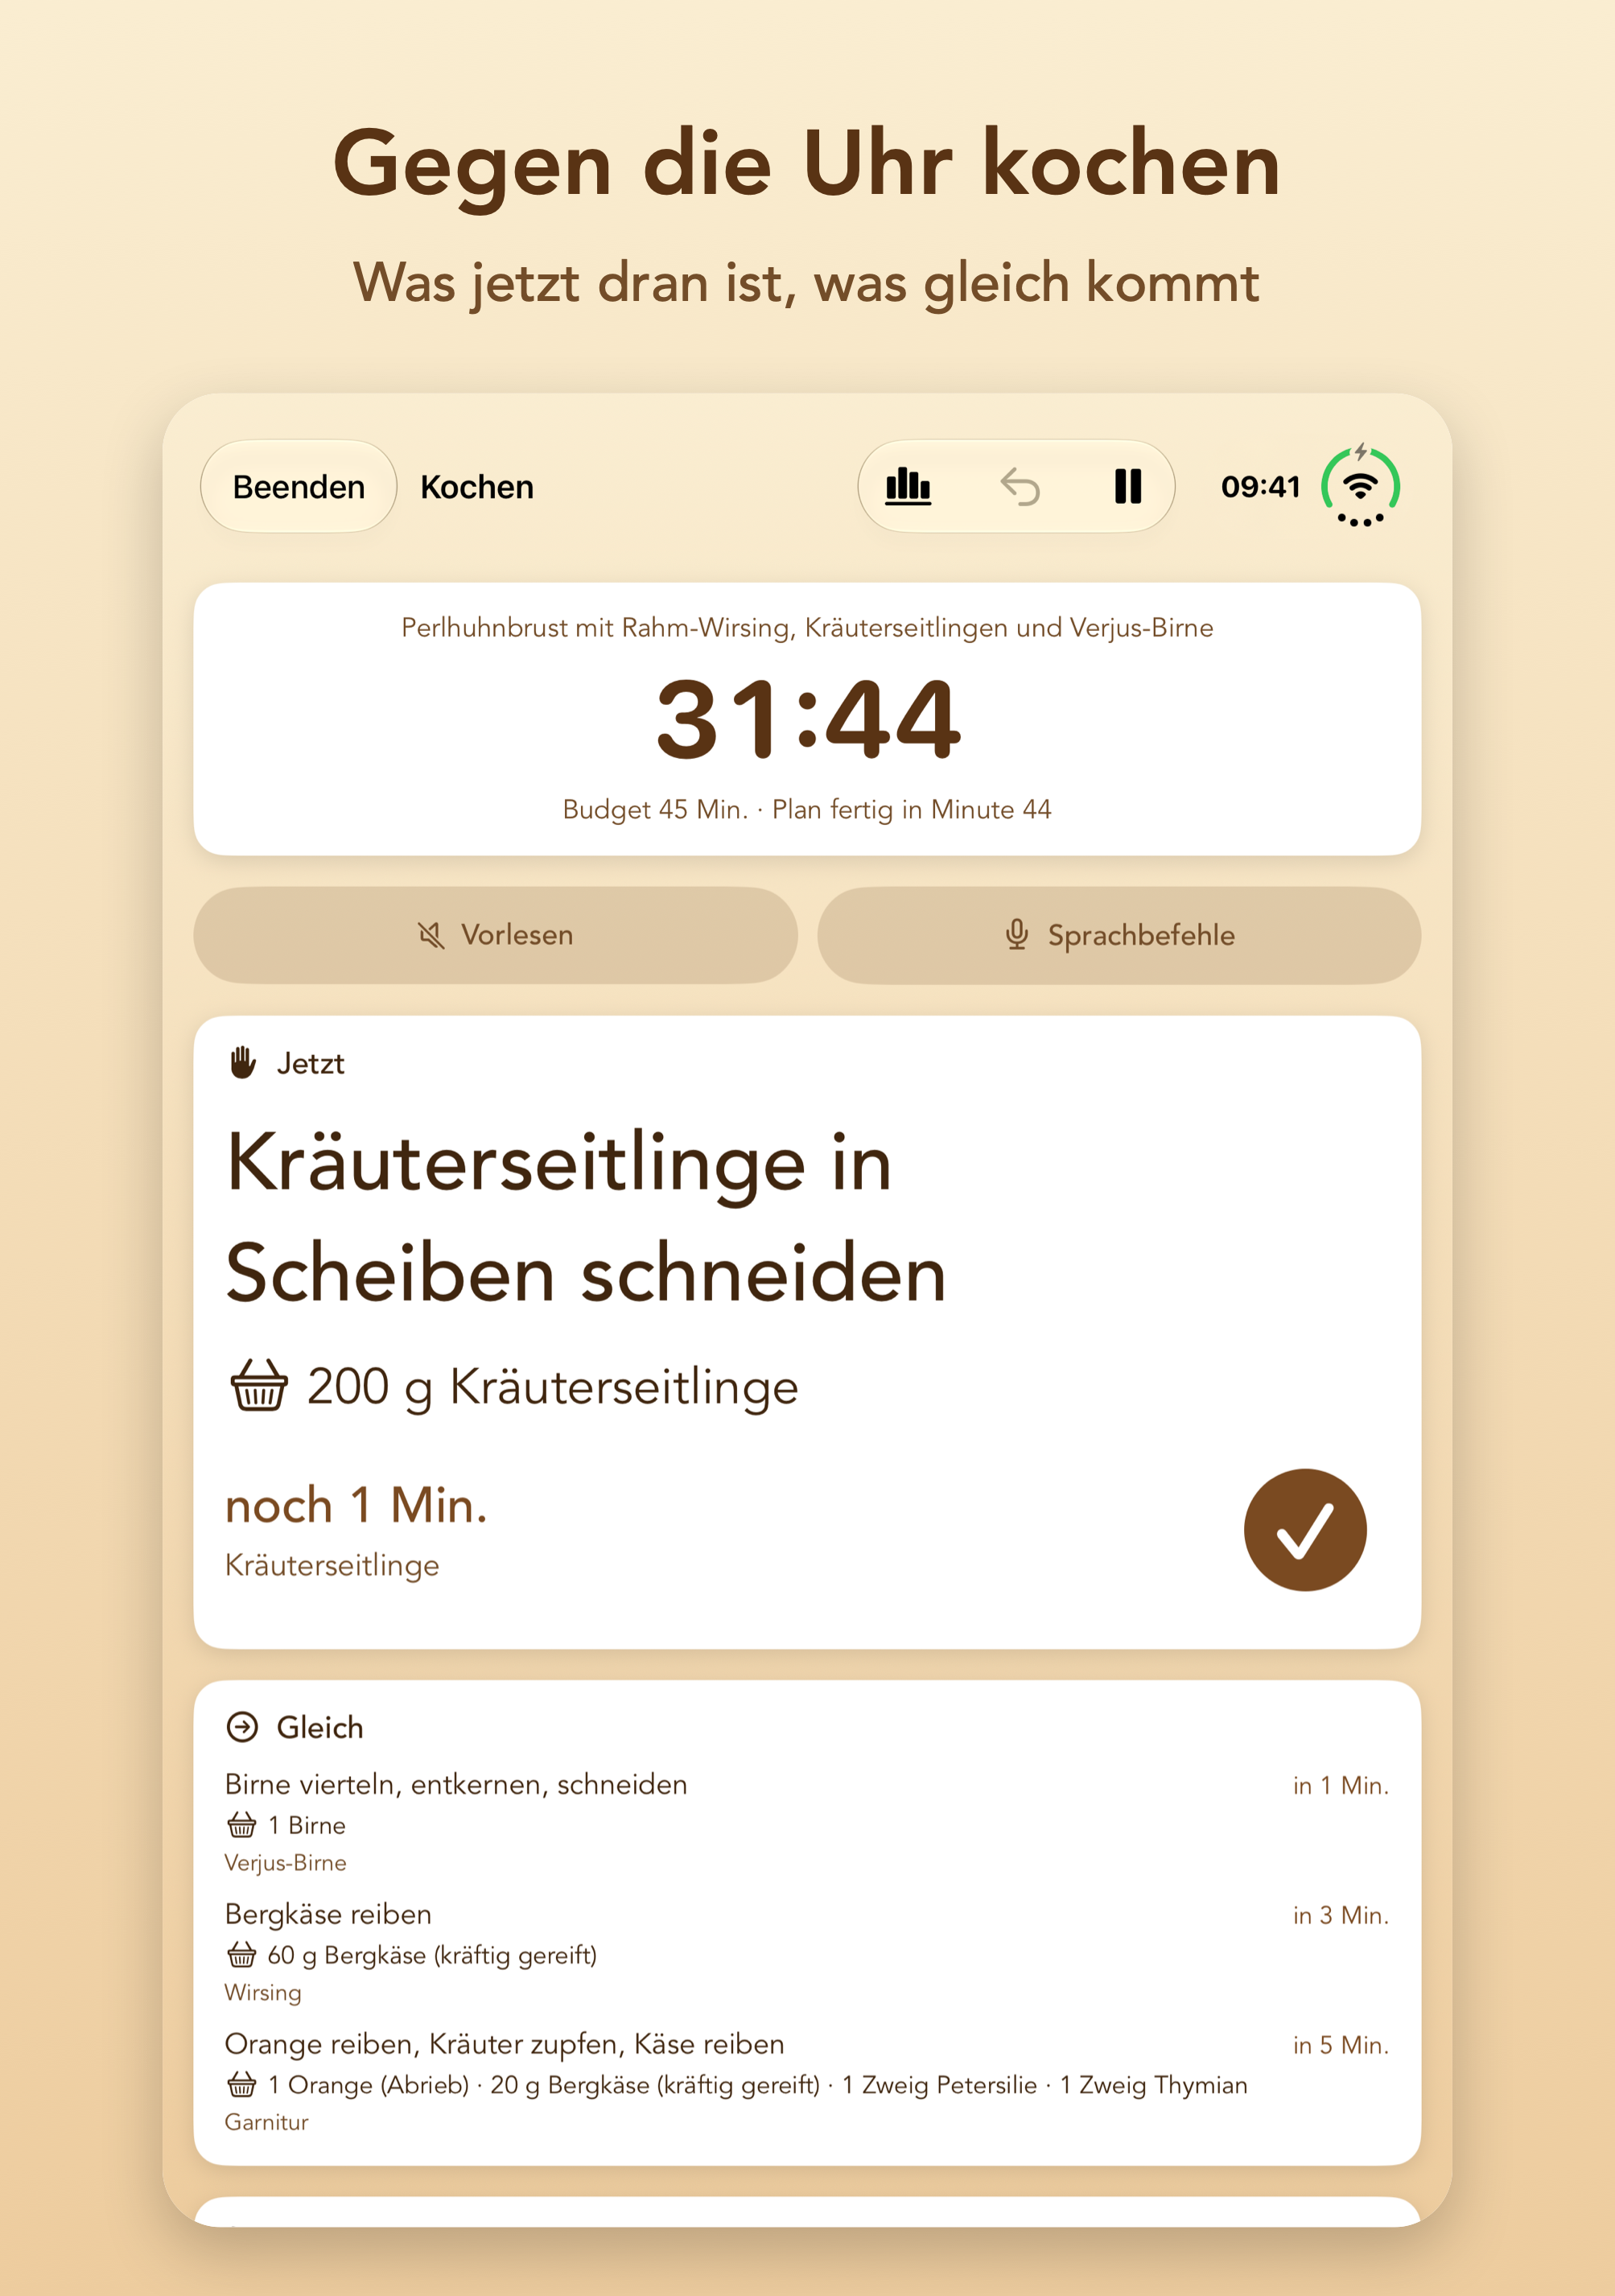 Gegen die Uhr kochen
Was jetzt dran ist, was gleich kommt
Beenden Kochen 09:41
Perlhuhnbrust mit Rahm-Wirsing, Kräuterseitlingen und Verjus-Birne
31:44
Budget 45 Min. · Plan fertig in Minute 44
Vorlesen Sprachbefehle
Jetzt
Kräuterseitlinge in
Scheiben schneiden
200 g Kräuterseitlinge
noch 1 Min.
Kräuterseitlinge
Gleich
Birne vierteln, entkernen, schneiden in 1 Min.
1 Birne
Verjus-Birne
Bergkäse reiben in 3 Min.
60 g Bergkäse (kräftig gereift)
Wirsing
Orange reiben, Kräuter zupfen, Käse reiben in 5 Min.
1 Orange (Abrieb) · 20 g Bergkäse (kräftig gereift) · 1 Zweig Petersilie · 1 Zweig Thymian
Garnitur